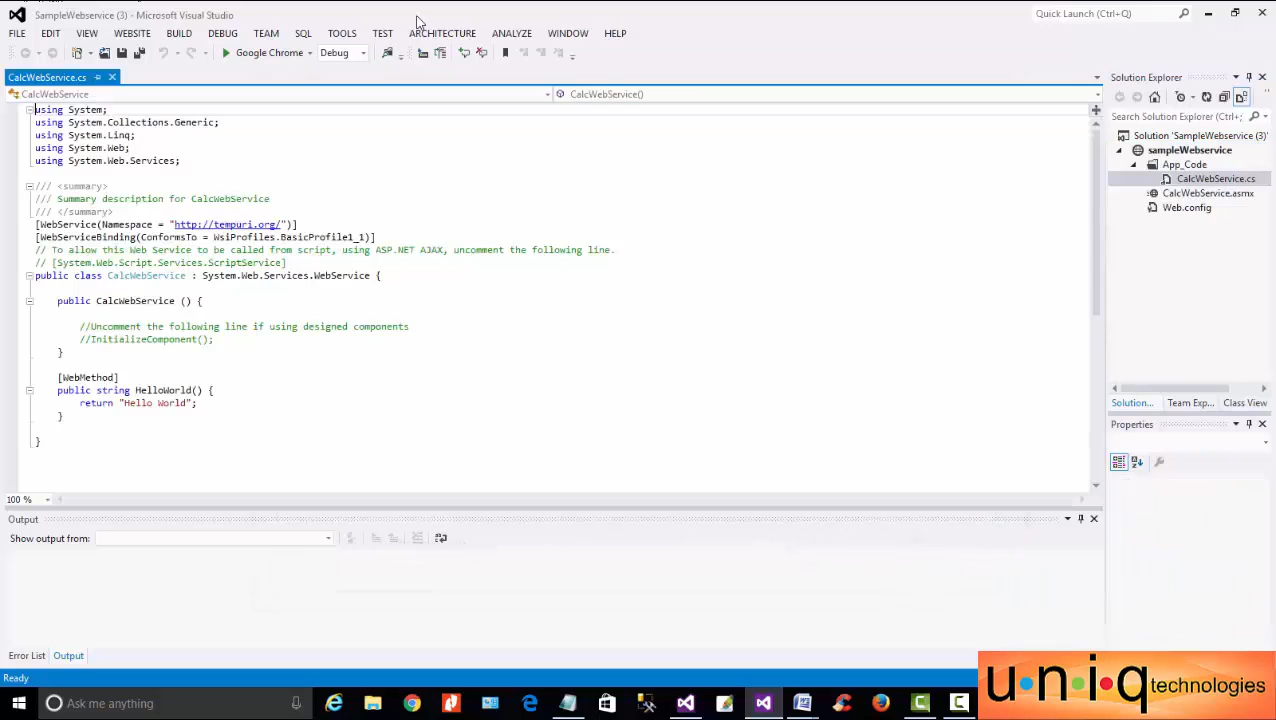 SampleWebservice (3) - Microsoft Visual Studio
Quick Launch (Ctrl+Q)
FILE EDIT VIEW WEBSITE BUILD DEBUG TEAM SQL TOOLS TEST ARCHITECTURE ANALYZE WINDOW HELP
Google Chrome Debug
CalcWebService.cs
CalcWebService CalcWebService()
using System;
using System.Collections.Generic;
using System.Linq;
using System.Web;
using System.Web.Services;
/// <summary>
/// Summary description for CalcWebService
/// </summary>
[WebService(Namespace = "http://tempuri.org/")]
[WebServiceBinding(ConformsTo = WsiProfiles.BasicProfile1_1)]
// To allow this Web Service to be called from script, using ASP.NET AJAX, uncomment the following line.
// [System.Web.Script.Services.ScriptService]
public class CalcWebService : System.Web.Services.WebService {
public CalcWebService () {
//Uncomment the following line if using designed components
//InitializeComponent();
}
[WebMethod]
public string HelloWorld() {
return "Hello World";
}
}
100 %
Output
Show output from:
Error List Output
Ready
Solution Explorer
Search Solution Explorer (Ctrl+;
Solution 'SampleWebservice (3)'
sampleWebservice
App_Code
CalcWebService.cs
CalcWebService.asmx
Web.config
Solution... Team Exp... Class View
Properties
Ask me anything
uniq technologies